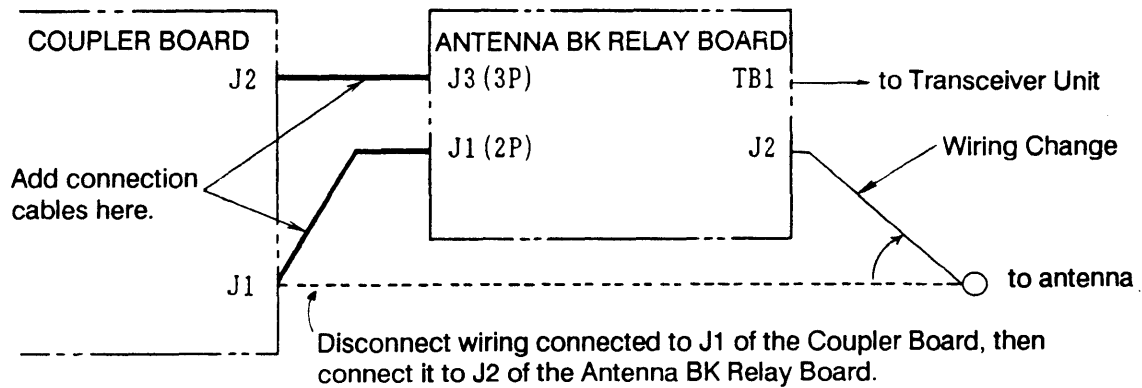 COUPLER BOARD
ANTENNA BK RELAY BOARD
J2
J3 (3P)
TB1
to Transceiver Unit
J1 (2P)
J2
Wiring Change
Add connection
cables here.
J1
to antenna
Disconnect wiring connected to J1 of the Coupler Board, then
connect it to J2 of the Antenna BK Relay Board.